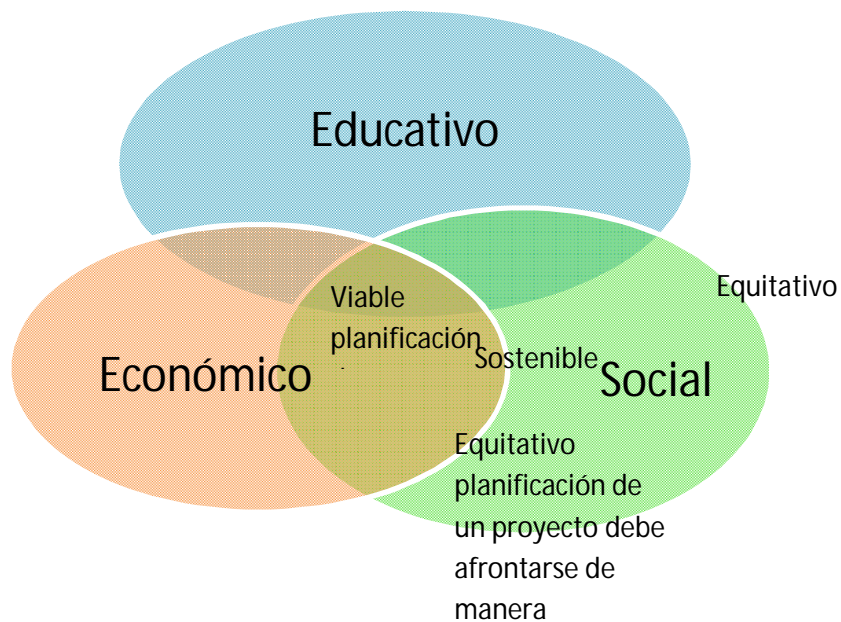 Educativo
Equitativo
Viable
planificación
Sostenible
Económico
Social
Equitativo
planificación de
un proyecto debe
afrontarse de
manera